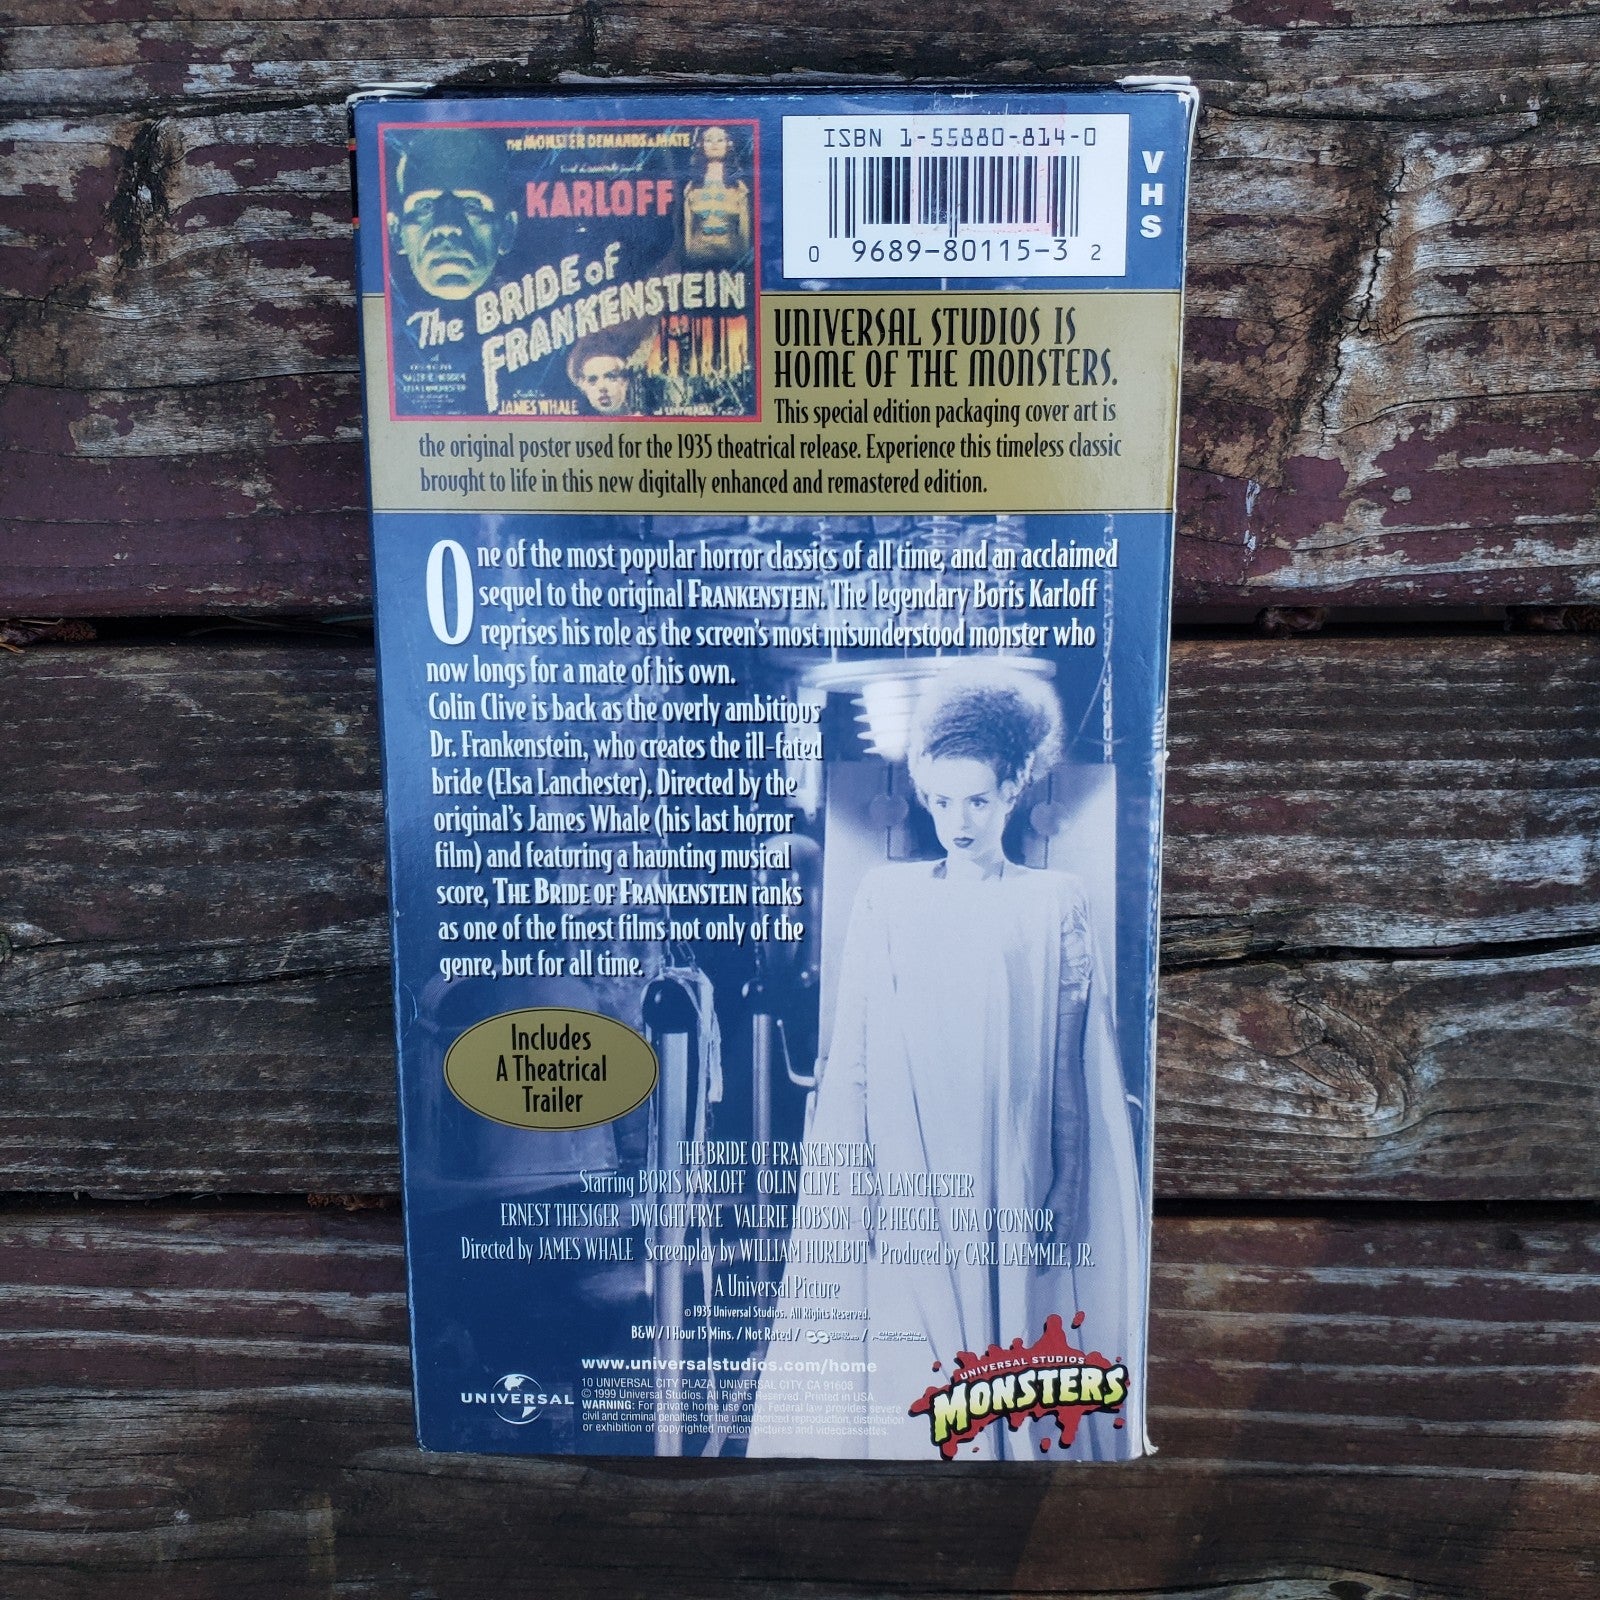 THE MONSTER DEMANDS A MATE!
KARLOFF
The BRIDE of
FRANKENSTEIN
JAMES WHALE
ISBN 1-55880-814-0
0 9689-80115-3 2
VHS
UNIVERSAL STUDIOS IS
HOME OF THE MONSTERS.
This special edition packaging cover art is
the original poster used for the 1935 theatrical release. Experience this timeless classic
brought to life in this new digitally enhanced and remastered edition.
One of the most popular horror classics of all time, and an acclaimed
sequel to the original FRANKENSTEIN. The legendary Boris Karloff
reprises his role as the screen's most misunderstood monster who
now longs for a mate of his own.
Colin Clive is back as the overly ambitious
Dr. Frankenstein, who creates the ill-fated
bride (Elsa Lanchester). Directed by the
original's James Whale (his last horror
film) and featuring a haunting musical
score, THE BRIDE OF FRANKENSTEIN ranks
as one of the finest films not only of the
genre, but for all time.
Includes
A Theatrical
Trailer
THE BRIDE OF FRANKENSTEIN
Starring BORIS KARLOFF COLIN CLIVE ELSA LANCHESTER
ERNEST THESIGER DWIGHT FRYE VALERIE HOBSON O. P. HEGGIE UNA O'CONNOR
Directed by JAMES WHALE Screenplay by WILLIAM HURLBUT Produced by CARL LAEMMLE, JR.
A Universal Picture
© 1935 Universal Studios. All Rights Reserved.
B&W / 1 Hour 15 Mins. / Not Rated / /
www.universalstudios.com/home
10 UNIVERSAL CITY PLAZA, UNIVERSAL CITY, CA 91608
© 1999 Universal Studios. All Rights Reserved. Printed in USA
WARNING: For private home use only. Federal law provides severe
civil and criminal penalties for the unauthorized reproduction, distribution
or exhibition of copyrighted motion pictures and videocassettes.
UNIVERSAL
UNIVERSAL STUDIOS
MONSTERS